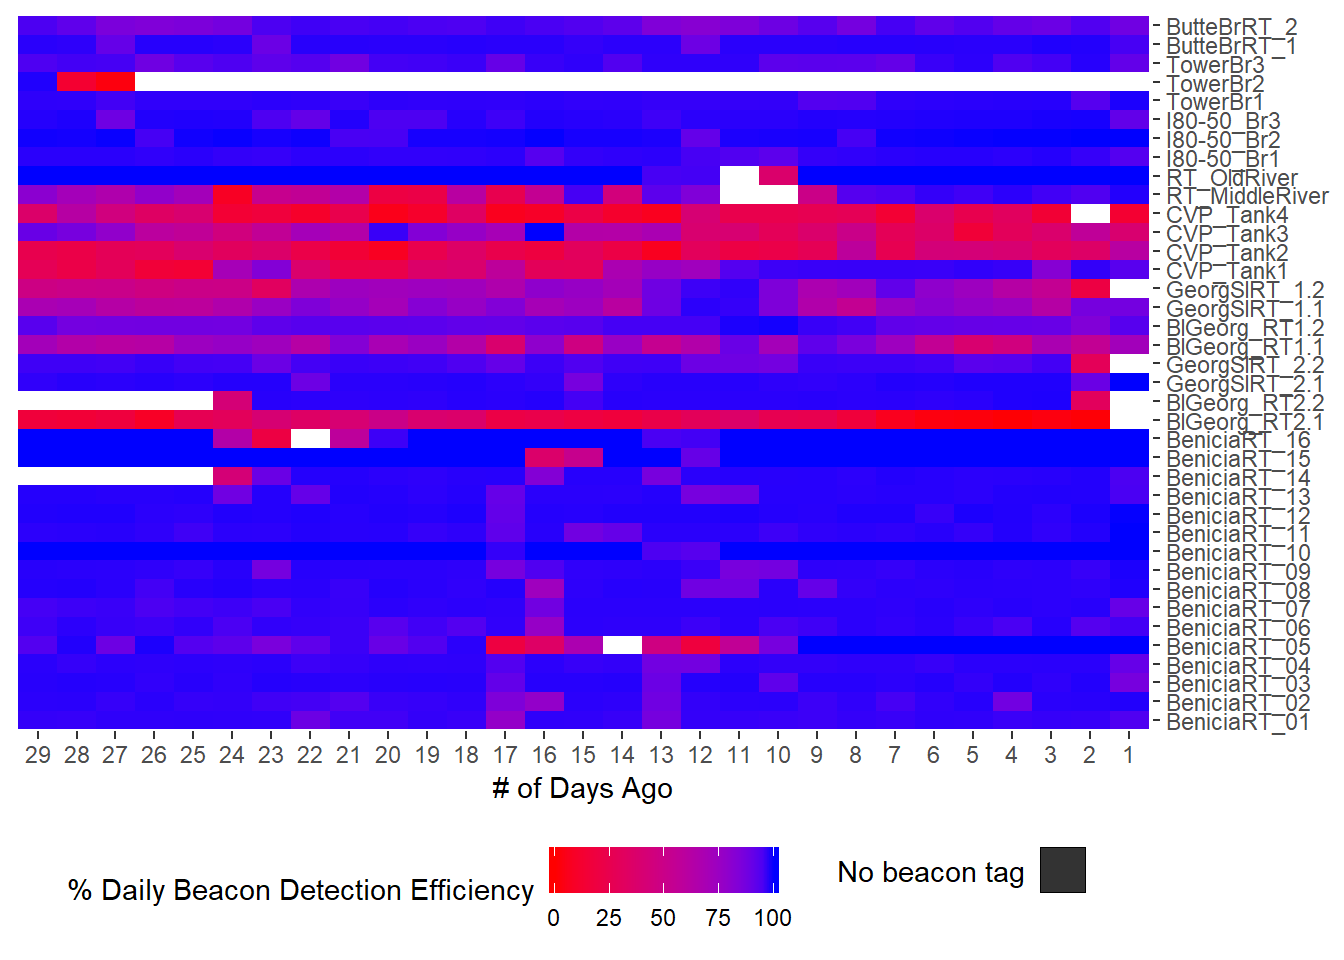 ButteBrRT_2
ButteBrRT_1
TowerBr3
TowerBr2
TowerBr1
I80-50_Br3
I80-50_Br2
I80-50_Br1
RT_OldRiver
RT_MiddleRiver
CVP_Tank4
CVP_Tank3
CVP_Tank2
CVP_Tank1
GeorgSlRT_1.2
GeorgSlRT_1.1
BlGeorg_RT1.2
BlGeorg_RT1.1
GeorgSlRT_2.2
GeorgSlRT_2.1
BlGeorg_RT2.2
BlGeorg_RT2.1
BeniciaRT_16
BeniciaRT_15
BeniciaRT_14
BeniciaRT_13
BeniciaRT_12
BeniciaRT_11
BeniciaRT_10
BeniciaRT_09
BeniciaRT_08
BeniciaRT_07
BeniciaRT_06
BeniciaRT_05
BeniciaRT_04
BeniciaRT_03
BeniciaRT_02
BeniciaRT_01
29 28 27 26 25 24 23 22 21 20 19 18 17 16 15 14 13 12 11 10 9 8 7 6 5 4 3 2 1
# of Days Ago
% Daily Beacon Detection Efficiency
0 25 50 75 100
No beacon tag